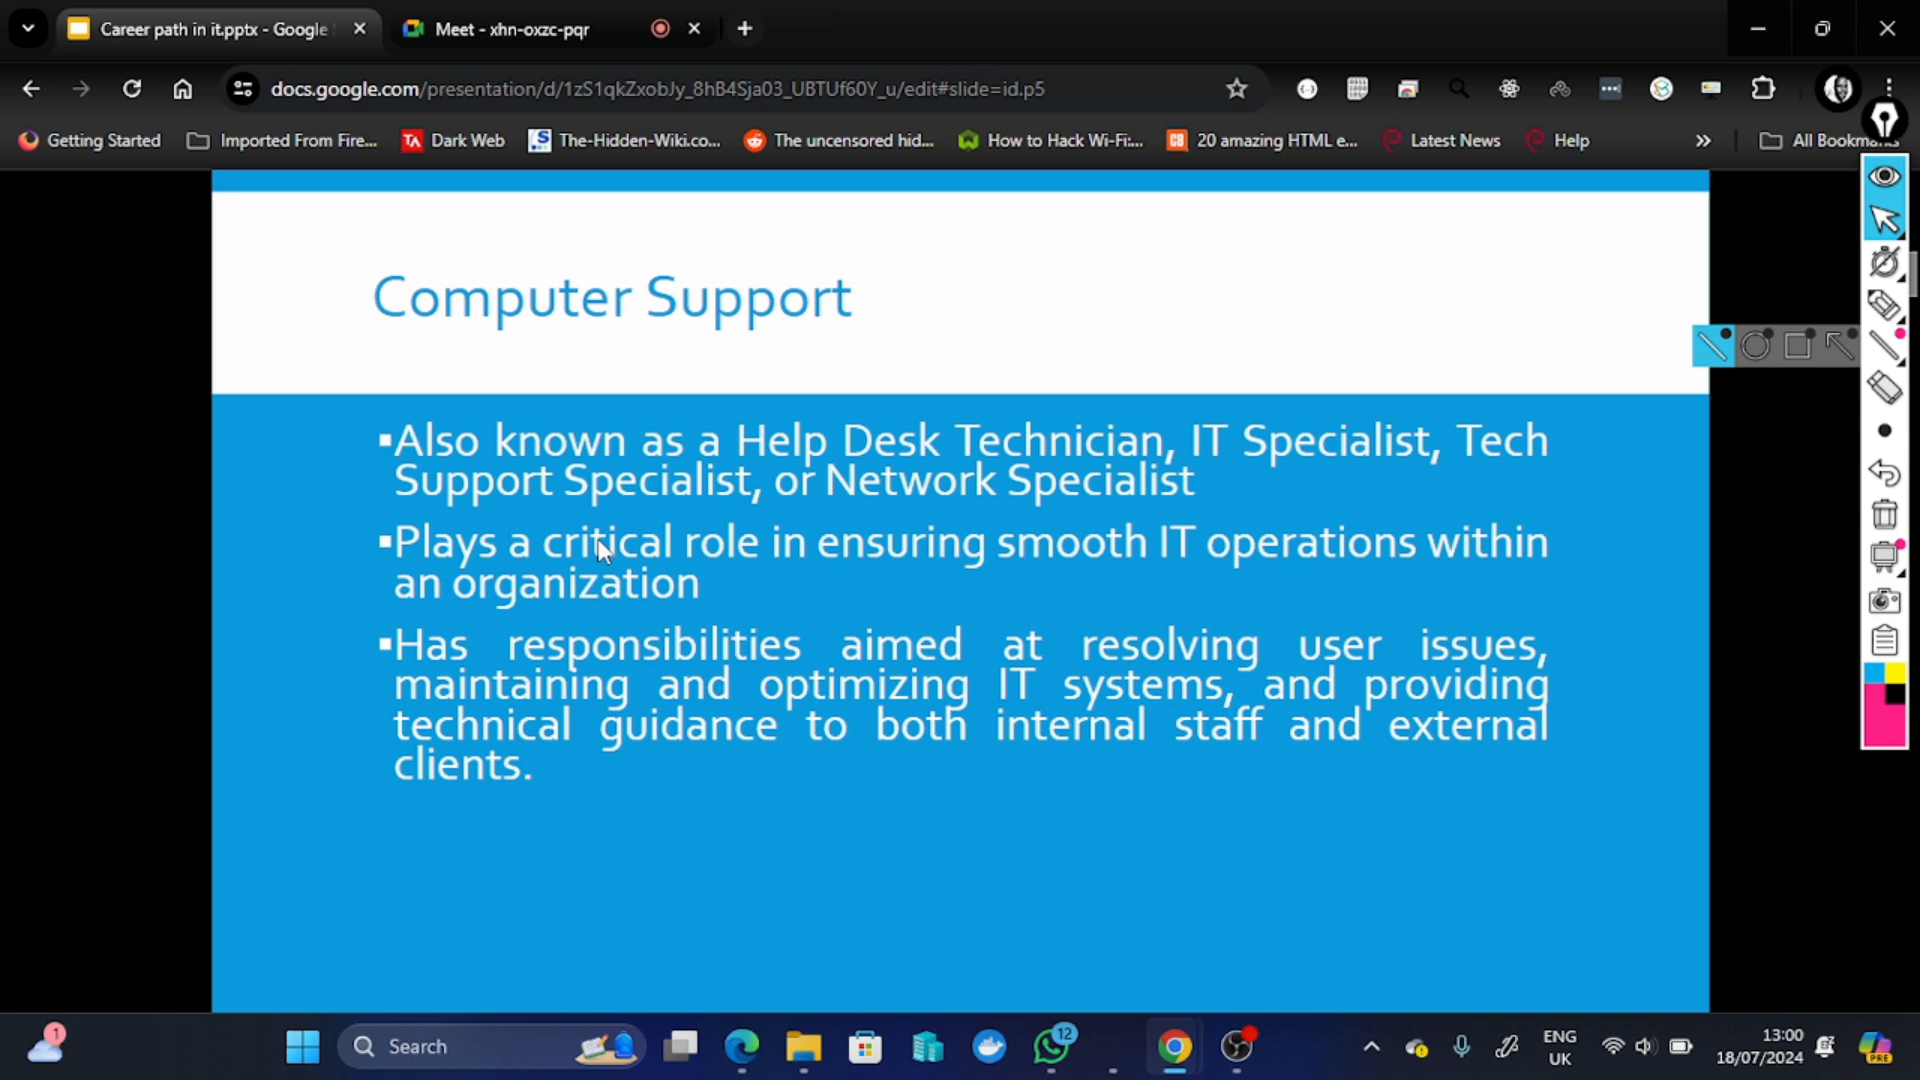 Career path in it.pptx - Google
Meet - xhn-oxzc-pqr
docs.google.com/presentation/d/1zS1qkZxobJy_8hB4Sja03_UBTUf60Y_u/edit#slide=id.p5
Getting Started
Imported From Fire...
TA Dark Web
The-Hidden-Wiki.co...
The uncensored hid...
How to Hack Wi-Fi:...
20 amazing HTML e...
Latest News
Help
All Bookmarks
Computer Support
▪Also known as a Help Desk Technician, IT Specialist, Tech
Support Specialist, or Network Specialist
▪Plays a critical role in ensuring smooth IT operations within
an organization
▪Has responsibilities aimed at resolving user issues,
maintaining and optimizing IT systems, and providing
technical guidance to both internal staff and external
clients.
1
Search
12
ENG
UK
13:00
18/07/2024
PRE